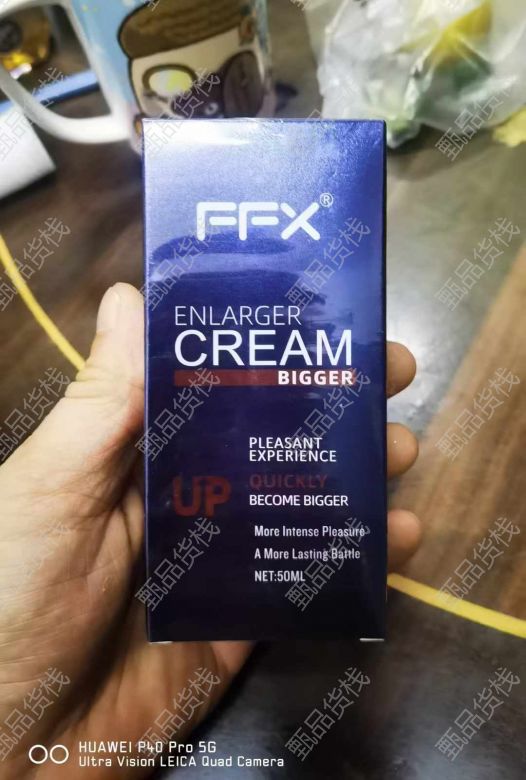 FFX®
ENLARGER
CREAM
BIGGER
PLEASANT
EXPERIENCE
UP
QUICKLY
BECOME BIGGER
More Intense Pleasure
A More Lasting Battle
NET:50ML
HUAWEI P40 Pro 5G
Ultra Vision LEICA Quad Camera
甄品货栈